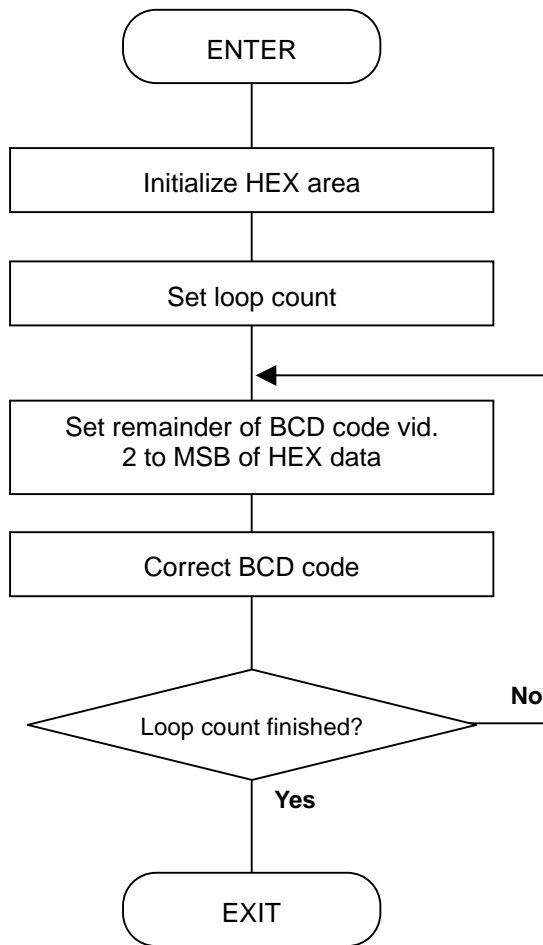 ENTER
Initialize HEX area
Set loop count
Set remainder of BCD code vid.
2 to MSB of HEX data
Correct BCD code
Loop count finished?
No
Yes
EXIT